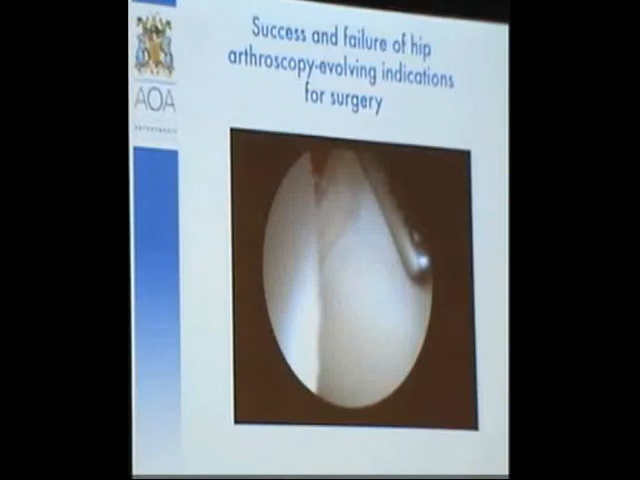 Success and failure of hip
arthroscopy-evolving indications
for surgery
AOA